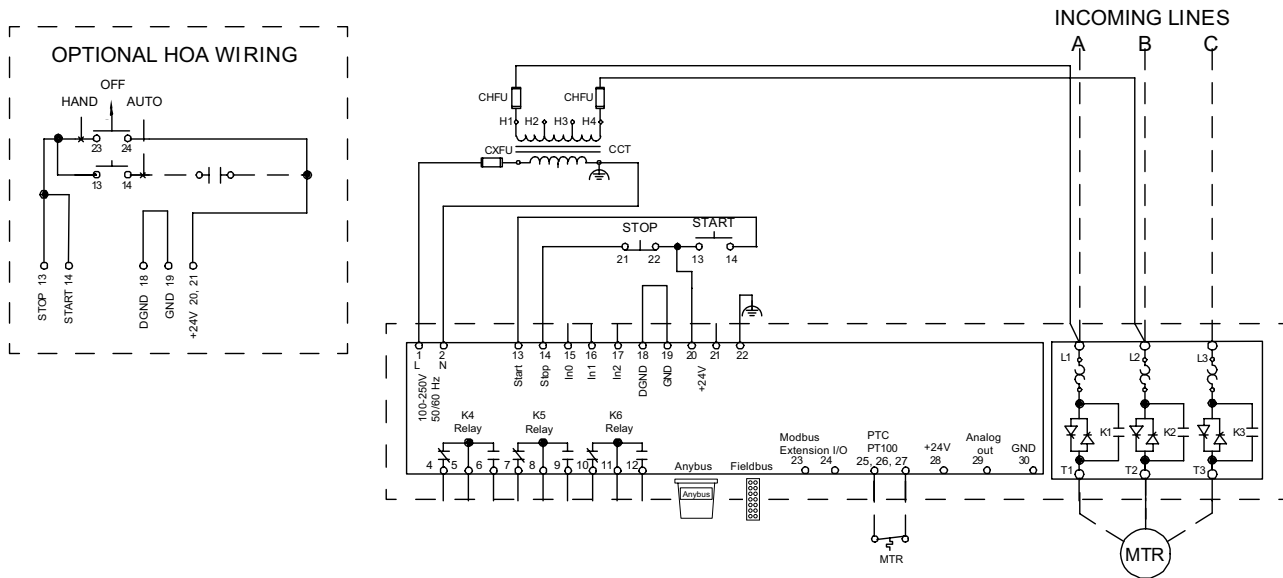 INCOMING LINES
A B C
OPTIONAL HOA WIRING
OFF
HAND AUTO
23 24
13 14
STOP 13
START 14
DGND 18
GND 19
+24V 20, 21
CHFU CHFU
H1 H2 H3 H4
CXFU CCT
STOP START
21 22 13 14
1 2 13 14 15 16 17 18 19 20 21 22
L N
100-250V
50/60 Hz
Start
Stop
In0
In1
In2
DGND
GND
+24V
K4
Relay
K5
Relay
K6
Relay
4 5 6 7 8 9 10 11 12
Anybus
Anybus
Fieldbus
Modbus
Extension I/O
23 24
PTC
PT100
25, 26, 27
+24V
28
Analog
out
29
GND
30
MTR
L1 L2 L3
K1 K2 K3
T1 T2 T3
MTR